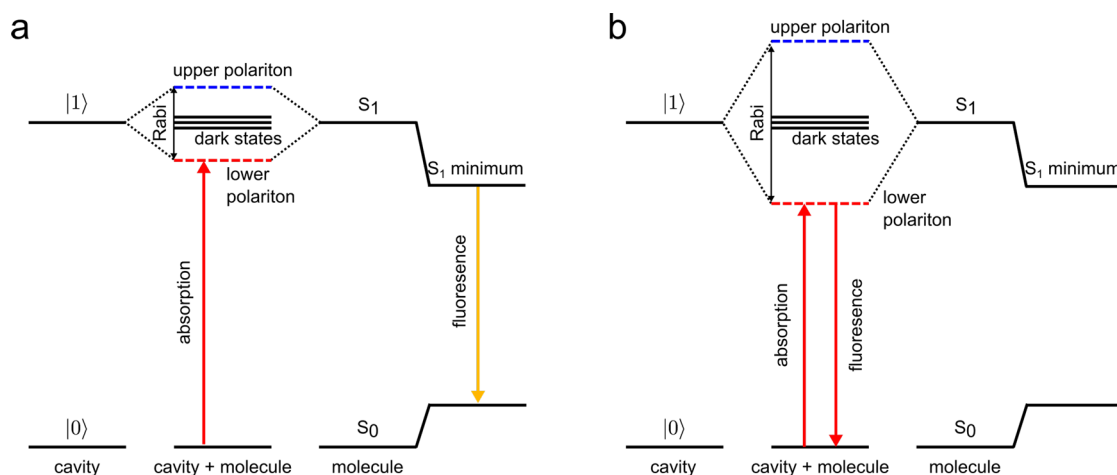 a
upper polariton
|1⟩
Rabi
dark states
S1
S1 minimum
lower
polariton
absorption
fluoresence
|0⟩
S0
cavity
cavity + molecule
molecule
b
upper polariton
|1⟩
Rabi
dark states
S1
S1 minimum
lower
polariton
absorption
fluoresence
|0⟩
S0
cavity
cavity + molecule
molecule